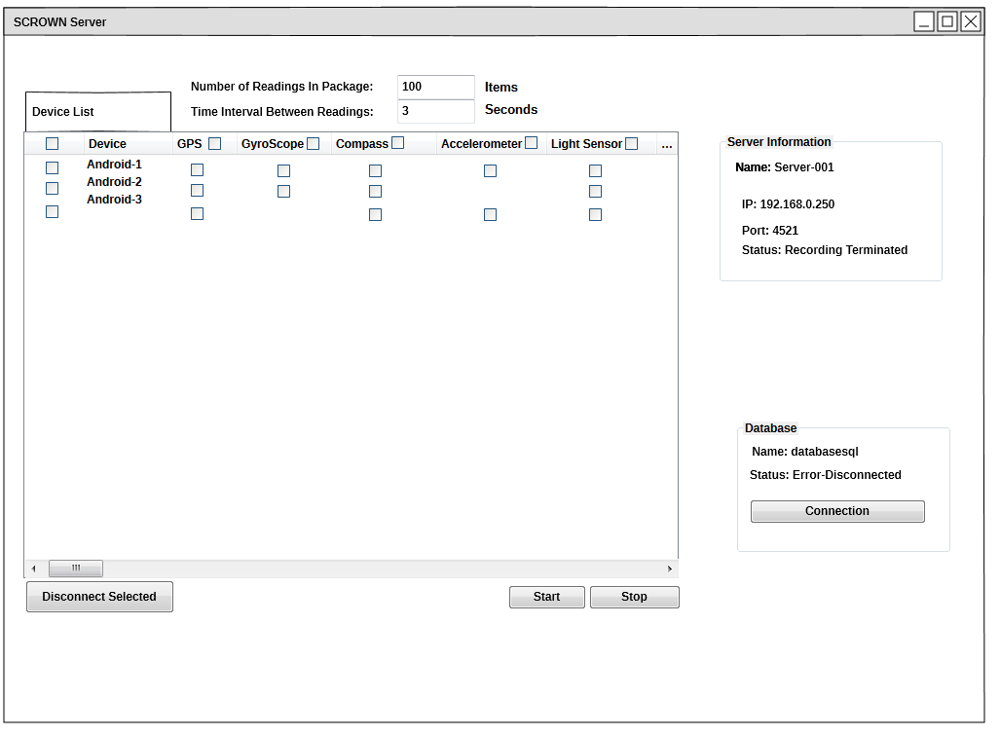 SCROWN Server
Number of Readings In Package: 100 Items
Time Interval Between Readings: 3 Seconds
Device List
Device GPS GyroScope Compass Accelerometer Light Sensor ...
Android-1
Android-2
Android-3
Server Information
Name: Server-001
IP: 192.168.0.250
Port: 4521
Status: Recording Terminated
Database
Name: databasesql
Status: Error-Disconnected
Connection
Disconnect Selected
Start
Stop